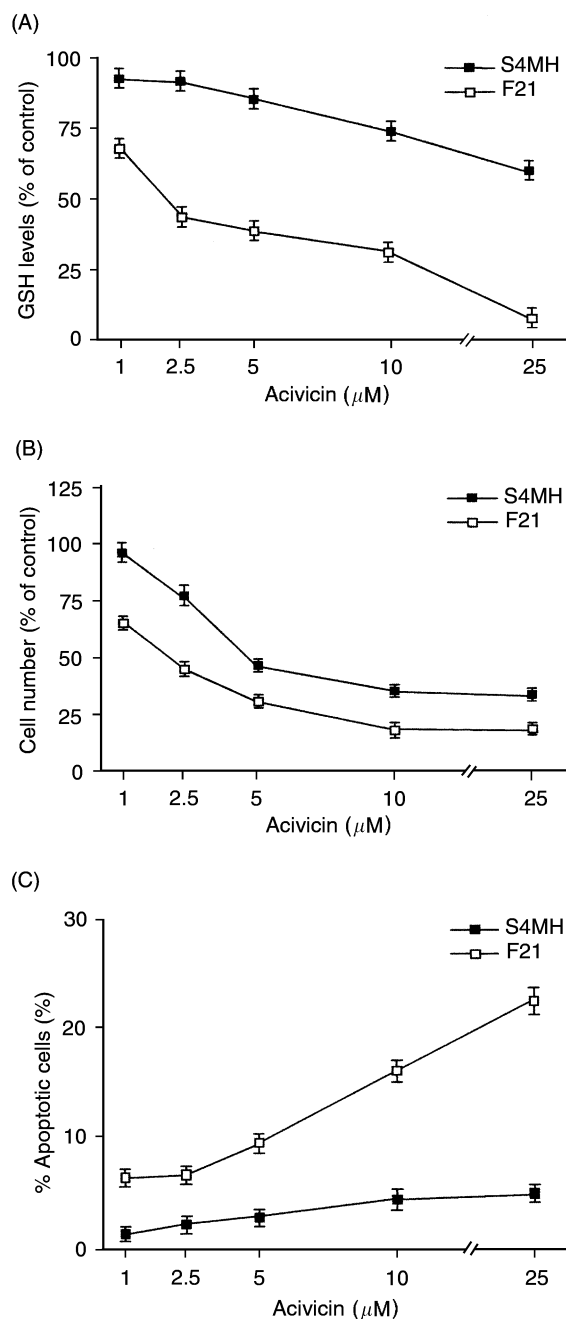 (A)
S4MH
F21
GSH levels (% of control)
100
75
50
25
0
1 2.5 5 10 25
Acivicin (μM)
(B)
S4MH
F21
Cell number (% of control)
125
100
75
50
25
0
1 2.5 5 10 25
Acivicin (μM)
(C)
S4MH
F21
% Apoptotic cells (%)
30
20
10
0
1 2.5 5 10 25
Acivicin (μM)